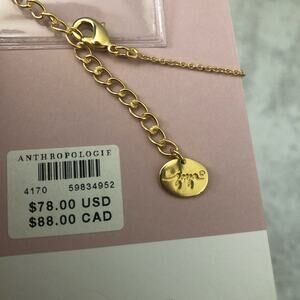 ANTHROPOLOGIE
4170 59834952
$78.00 USD
$88.00 CAD